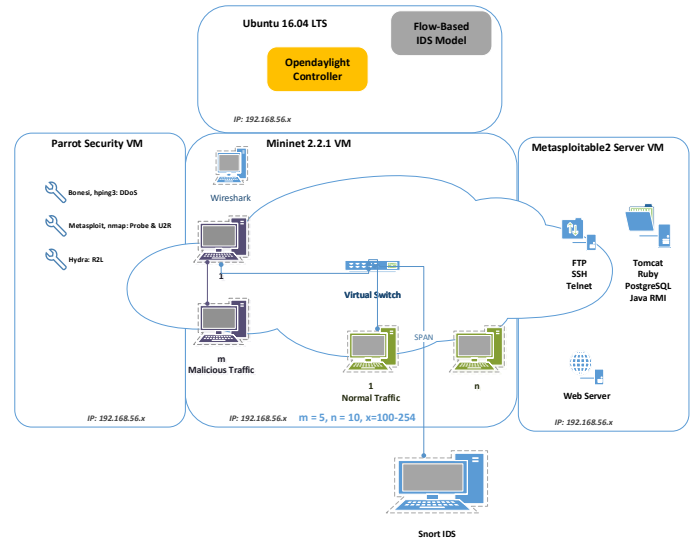 Ubuntu 16.04 LTS
Flow-Based
IDS Model
Opendaylight
Controller
IP: 192.168.56.x
Parrot Security VM
Bonesi, hping3: DDoS
Metasploit, nmap: Probe & U2R
Hydra: R2L
IP: 192.168.56.x
Mininet 2.2.1 VM
Wireshark
1
m
Malicious Traffic
Virtual Switch
SPAN
1
Normal Traffic
n
IP: 192.168.56.x
m = 5, n = 10, x=100-254
Metasploitable2 Server VM
FTP
SSH
Telnet
Tomcat
Ruby
PostgreSQL
Java RMI
Web Server
IP: 192.168.56.x
Snort IDS